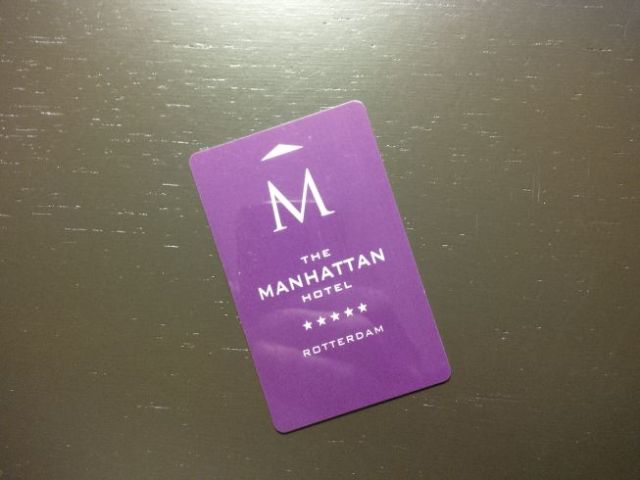 M
THE
MANHATTAN
HOTEL
★★★★★
ROTTERDAM